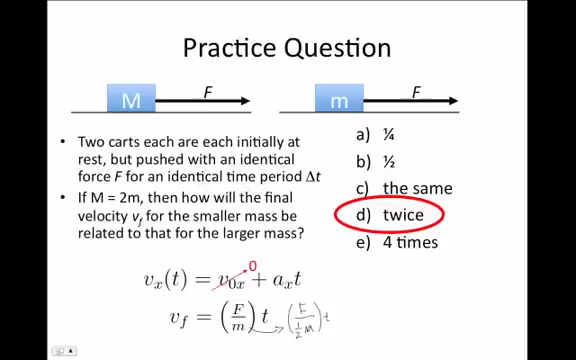 Practice Question
M F m F
• Two carts each are each initially at
rest, but pushed with an identical
force F for an identical time period Δt
• If M = 2m, then how will the final
velocity v_f for the smaller mass be
related to that for the larger mass?
a) ¼
b) ½
c) the same
d) twice
e) 4 times
v_x(t) = v_0x + a_x t
0
v_f = (F/m) t (F/½M) t